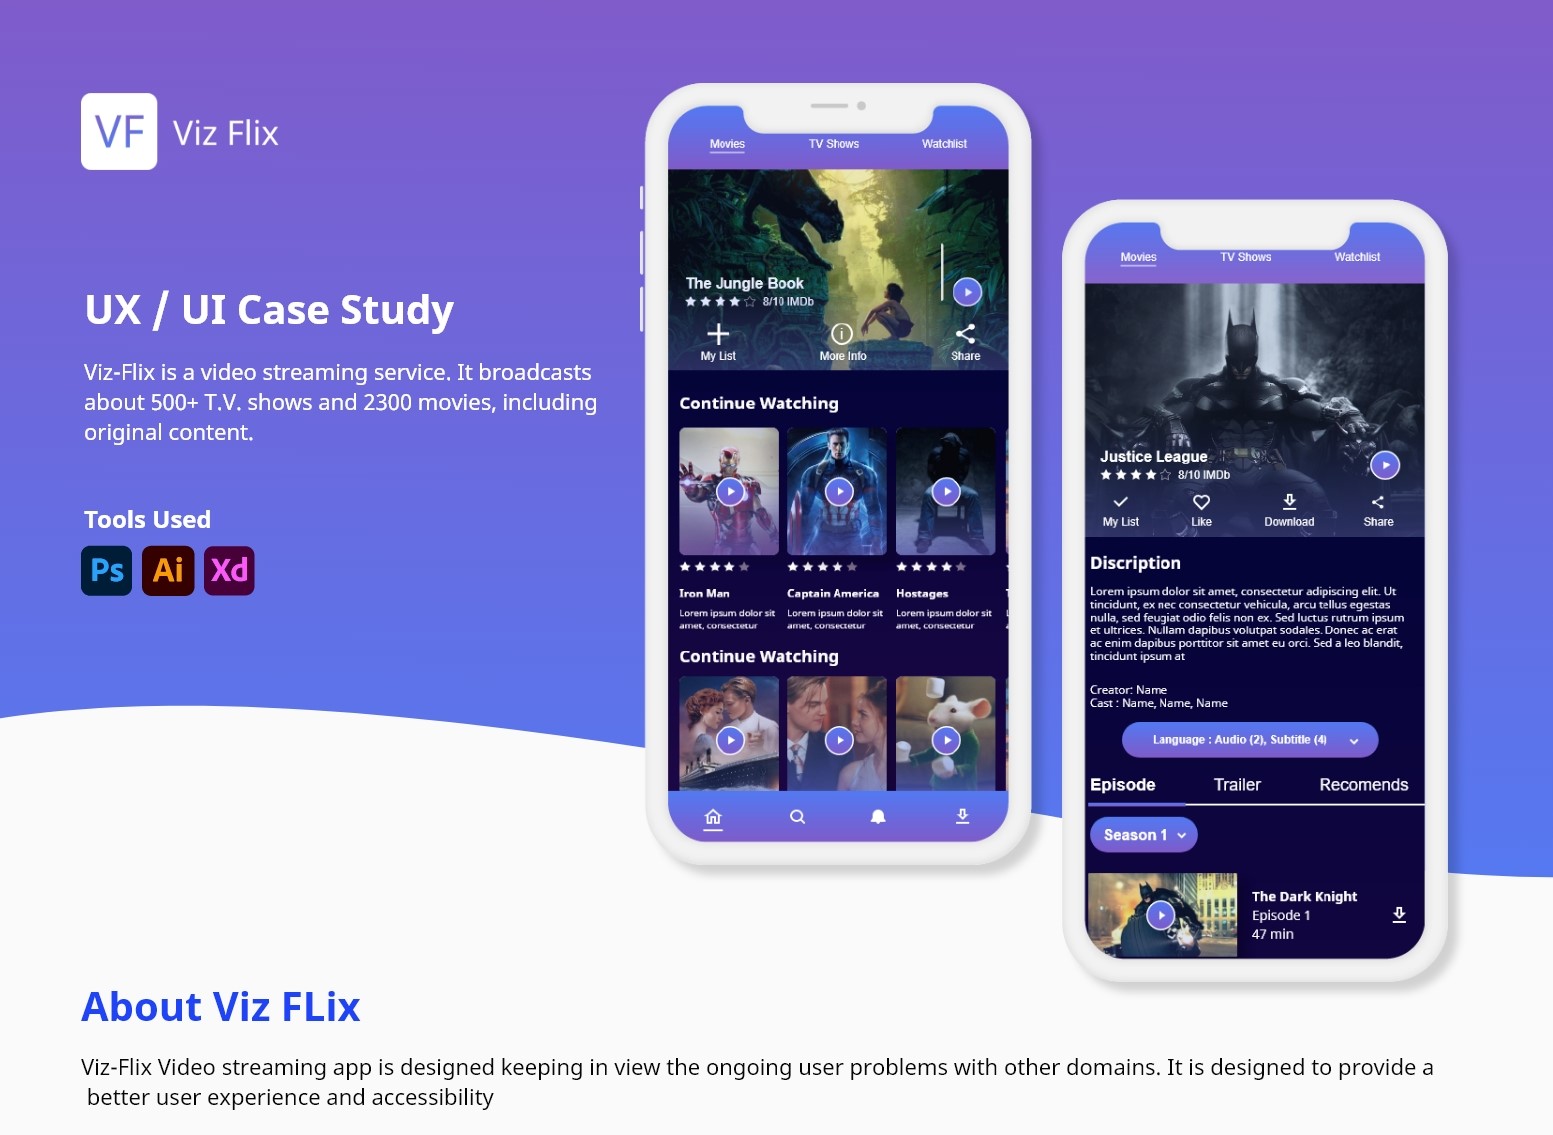 VF
Viz Flix
UX / UI Case Study
Viz-Flix is a video streaming service. It broadcasts
about 500+ T.V. shows and 2300 movies, including
original content.
Tools Used
Ps Ai Xd
Movies TV Shows Watchlist
The Jungle Book
8/10 IMDb
My List More Info Share
Continue Watching
Iron Man Captain America Hostages
Lorem ipsum dolor sit Lorem ipsum dolor sit Lorem ipsum dolor sit
amet, consectetur amet, consectetur amet, consectetur
Continue Watching
Movies TV Shows Watchlist
Justice League
8/10 IMDb
My List Like Download Share
Discription
Lorem ipsum dolor sit amet, consectetur adipiscing elit. Ut
tincidunt, ex nec consectetur vehicula, arcu tellus egestas
nulla, sed feugiat odio felis non ex. Sed luctus rutrum ipsum
et ultrices. Nullam dapibus volutpat sodales. Donec ac erat
ac enim dapibus porttitor sit amet eu orci. Sed a leo blandit,
tincidunt ipsum at
Creator: Name
Cast : Name, Name, Name
Language : Audio (2), Subtitle (4)
Episode Trailer Recomends
Season 1
The Dark Knight
Episode 1
47 min
About Viz FLix
Viz-Flix Video streaming app is designed keeping in view the ongoing user problems with other domains. It is designed to provide a
better user experience and accessibility